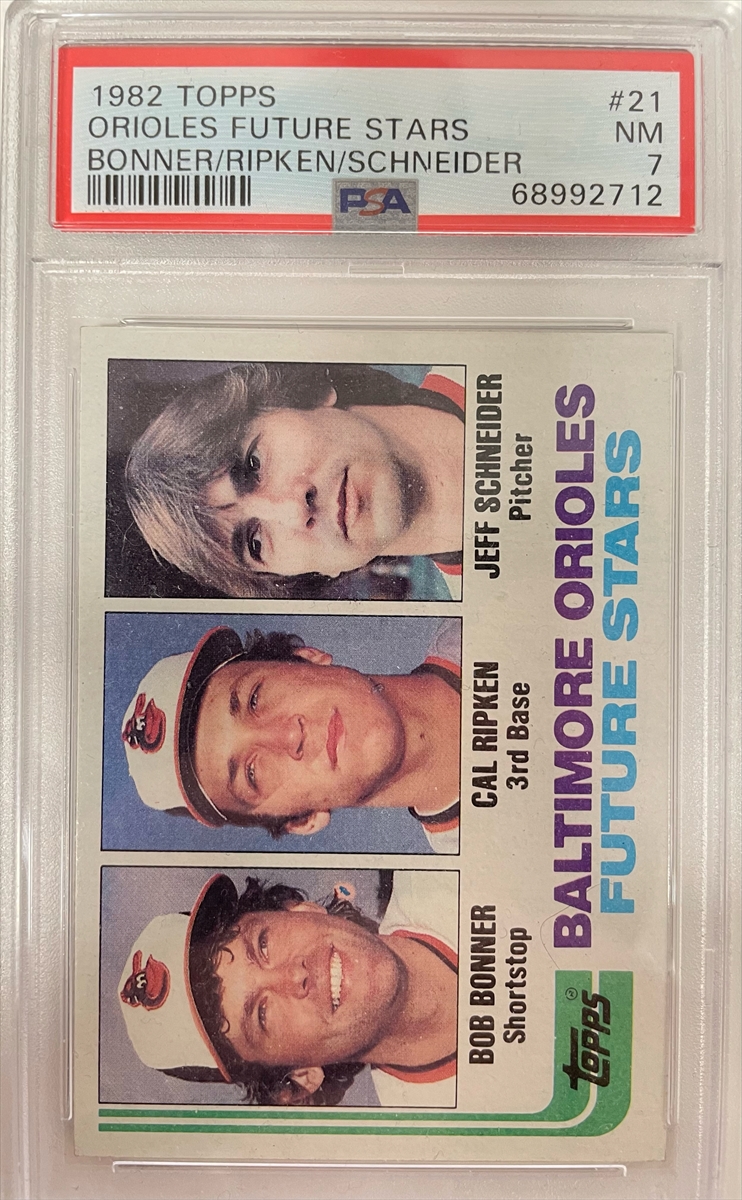 1982 TOPPS #21
ORIOLES FUTURE STARS NM
BONNER/RIPKEN/SCHNEIDER 7
PSA 68992712
BOB BONNER
Shortstop
CAL RIPKEN
3rd Base
JEFF SCHNEIDER
Pitcher
topps
BALTIMORE ORIOLES
FUTURE STARS